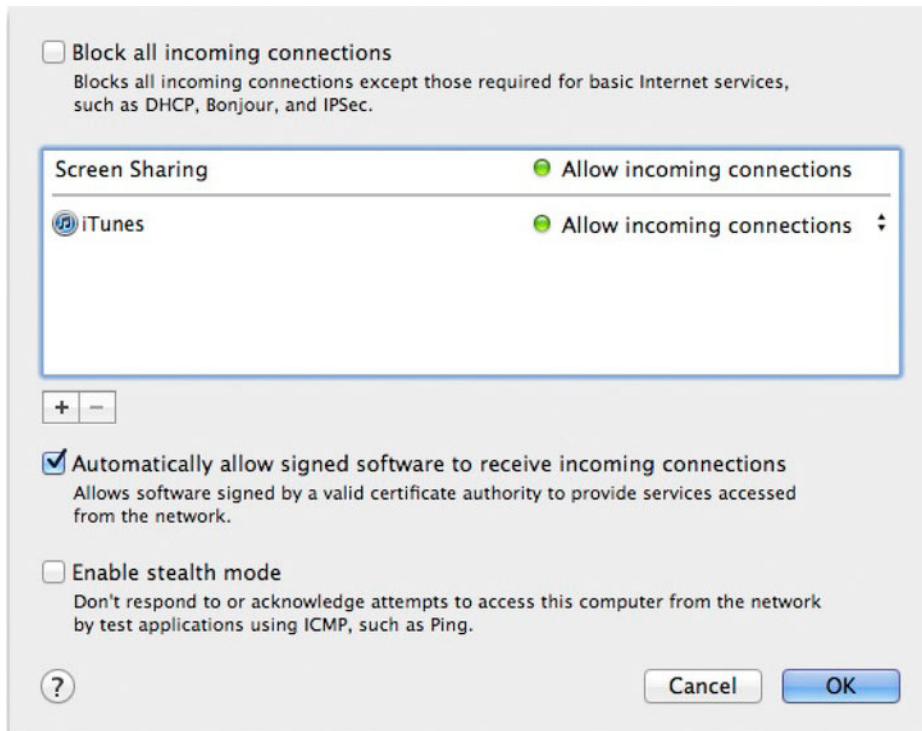 Block all incoming connections
Blocks all incoming connections except those required for basic Internet services,
such as DHCP, Bonjour, and IPSec.
Screen Sharing Allow incoming connections
iTunes Allow incoming connections
+ −
Automatically allow signed software to receive incoming connections
Allows software signed by a valid certificate authority to provide services accessed
from the network.
Enable stealth mode
Don't respond to or acknowledge attempts to access this computer from the network
by test applications using ICMP, such as Ping.
? Cancel OK